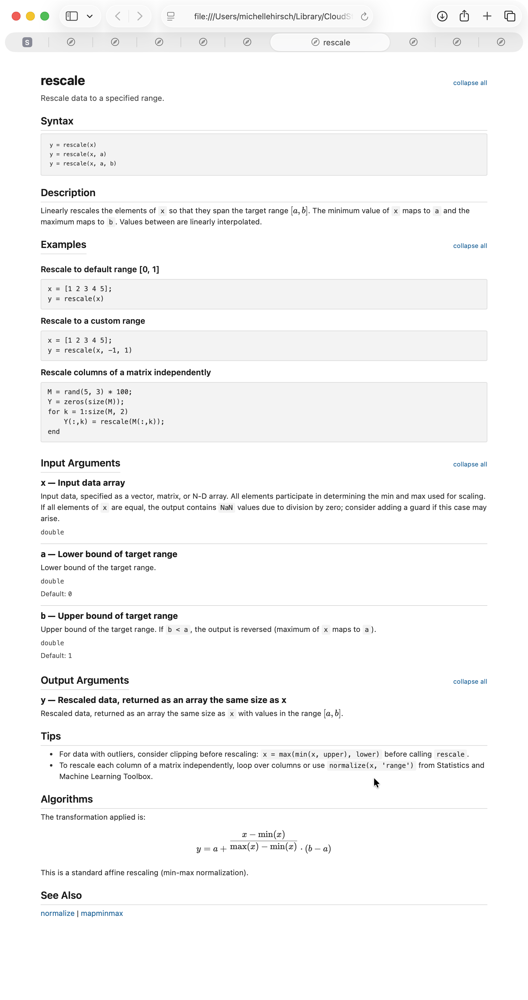 file:///Users/michellehirsch/Library/CloudS
S
rescale
rescale
collapse all
Rescale data to a specified range.
Syntax
y = rescale(x)
y = rescale(x, a)
y = rescale(x, a, b)
Description
Linearly rescales the elements of x so that they span the target range [a, b]. The minimum value of x maps to a and the
maximum maps to b. Values between are linearly interpolated.
Examples
collapse all
Rescale to default range [0, 1]
x = [1 2 3 4 5];
y = rescale(x)
Rescale to a custom range
x = [1 2 3 4 5];
y = rescale(x, -1, 1)
Rescale columns of a matrix independently
M = rand(5, 3) * 100;
Y = zeros(size(M));
for k = 1:size(M, 2)
    Y(:,k) = rescale(M(:,k));
end
Input Arguments
collapse all
x — Input data array
Input data, specified as a vector, matrix, or N-D array. All elements participate in determining the min and max used for scaling.
If all elements of x are equal, the output contains NaN values due to division by zero; consider adding a guard if this case may
arise.
double
a — Lower bound of target range
Lower bound of the target range.
double
Default: 0
b — Upper bound of target range
Upper bound of the target range. If b < a, the output is reversed (maximum of x maps to a).
double
Default: 1
Output Arguments
collapse all
y — Rescaled data, returned as an array the same size as x
Rescaled data, returned as an array the same size as x with values in the range [a, b].
Tips
• For data with outliers, consider clipping before rescaling: x = max(min(x, upper), lower) before calling rescale.
• To rescale each column of a matrix independently, loop over columns or use normalize(x, 'range') from Statistics and
Machine Learning Toolbox.
Algorithms
The transformation applied is:
x − min(x)
y = a + max(x) − min(x) · (b − a)
This is a standard affine rescaling (min-max normalization).
See Also
normalize | mapminmax